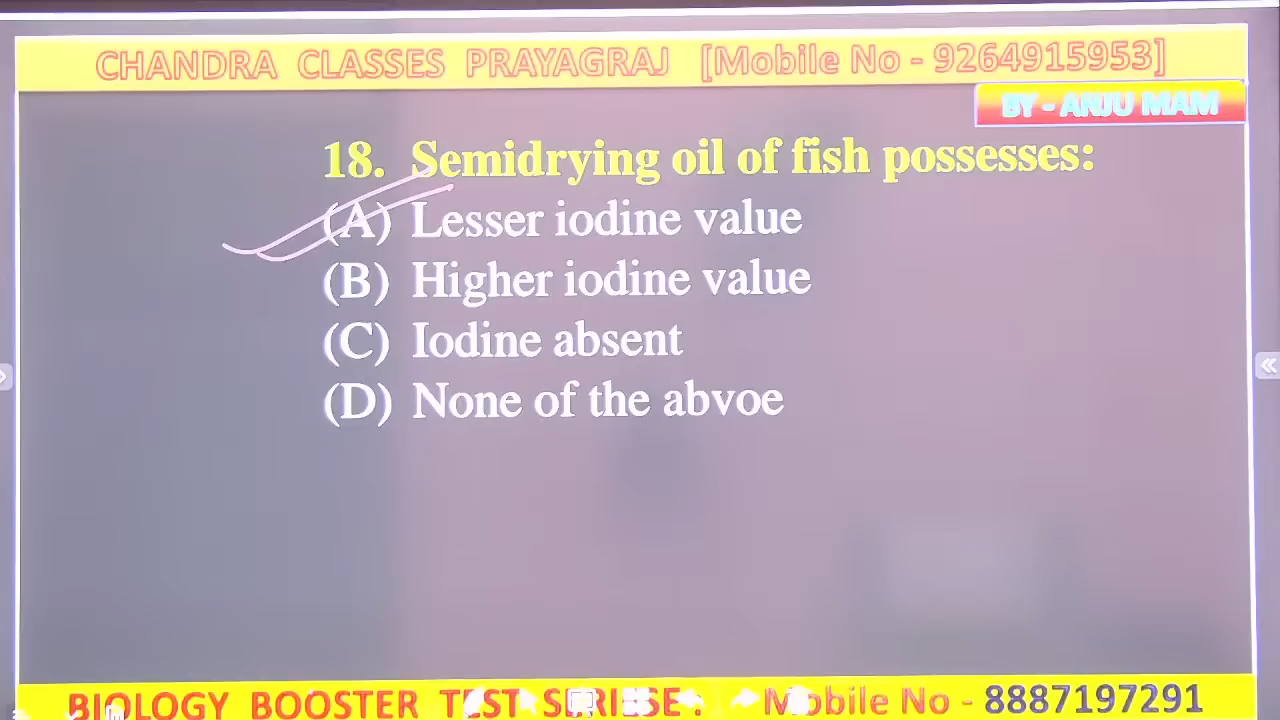 CHANDRA CLASSES PRAYAGRAJ [Mobile No - 9264915953]
BY - ANJU MAM
18. Semidrying oil of fish possesses:
(A) Lesser iodine value
(B) Higher iodine value
(C) Iodine absent
(D) None of the abvoe
BIOLOGY BOOSTER TEST SERIESE : Mobile No - 8887197291